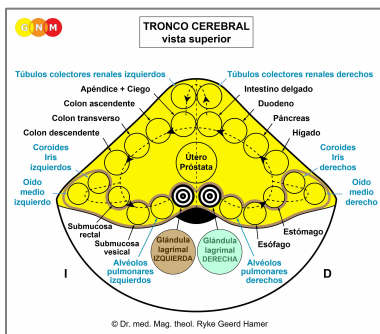 GNM
TRONCO CEREBRAL
vista superior
Túbulos colectores renales izquierdos
Túbulos colectores renales derechos
Apéndice + Ciego
Intestino delgado
Colon ascendente
Duodeno
Colon transverso
Páncreas
Colon descendente
Hígado
Coroides
Iris
izquierdos
Coroides
Iris
derechos
Útero
Próstata
Oído
medio
izquierdo
Oído
medio
derecho
Submucosa
rectal
Submucosa
vesical
Glándula
lagrimal
IZQUIERDA
Glándula
lagrimal
DERECHA
Estómago
Esófago
Alvéolos
pulmonares
izquierdos
Alvéolos
pulmonares
derechos
I
D
© Dr. med. Mag. theol. Ryke Geerd Hamer